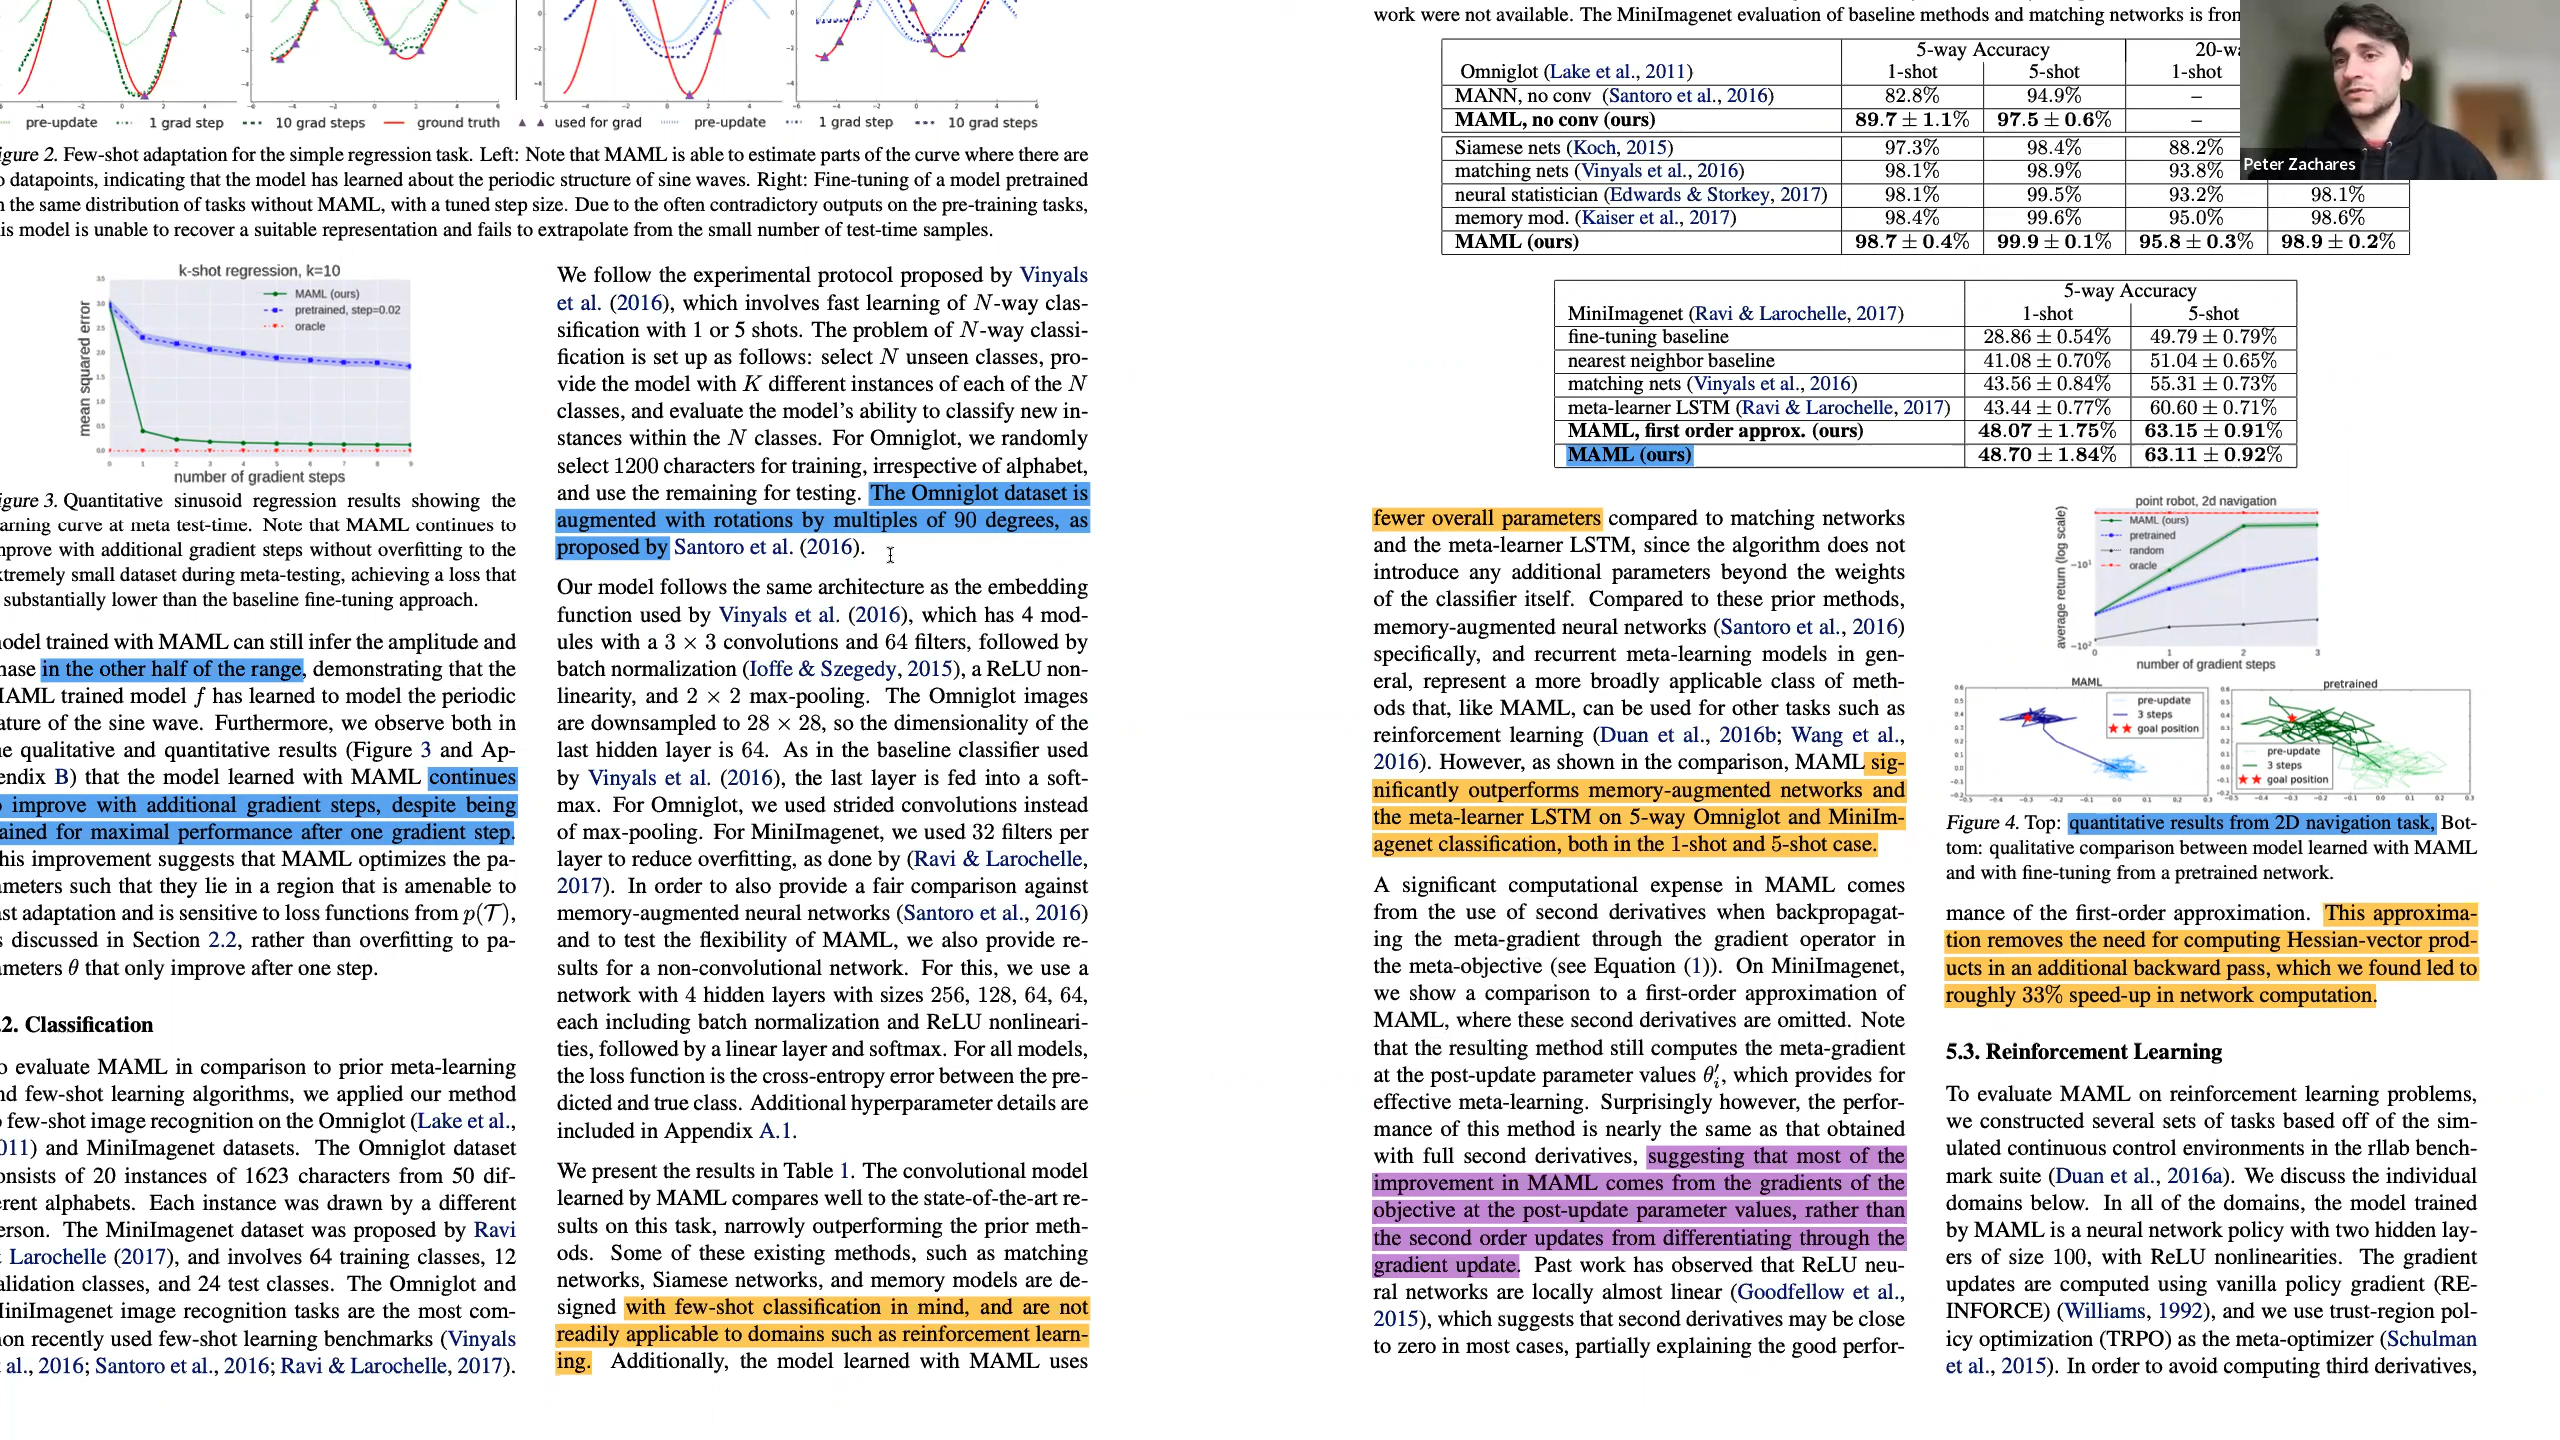 pre-update 1 grad step 10 grad steps ground truth used for grad pre-update 1 grad step 10 grad steps
igure 2. Few-shot adaptation for the simple regression task. Left: Note that MAML is able to estimate parts of the curve where there are
o datapoints, indicating that the model has learned about the periodic structure of sine waves. Right: Fine-tuning of a model pretrained
n the same distribution of tasks without MAML, with a tuned step size. Due to the often contradictory outputs on the pre-training tasks,
is model is unable to recover a suitable representation and fails to extrapolate from the small number of test-time samples.
k-shot regression, k=10
MAML (ours)
pretrained, step=0.02
oracle
mean squared error
number of gradient steps
igure 3. Quantitative sinusoid regression results showing the
arning curve at meta test-time. Note that MAML continues to
nprove with additional gradient steps without overfitting to the
xtremely small dataset during meta-testing, achieving a loss that
substantially lower than the baseline fine-tuning approach.
odel trained with MAML can still infer the amplitude and
hase in the other half of the range, demonstrating that the
IAML trained model f has learned to model the periodic
ature of the sine wave. Furthermore, we observe both in
he qualitative and quantitative results (Figure 3 and Ap-
endix B) that the model learned with MAML continues
o improve with additional gradient steps, despite being
ained for maximal performance after one gradient step.
his improvement suggests that MAML optimizes the pa-
ameters such that they lie in a region that is amenable to
ast adaptation and is sensitive to loss functions from p(T),
s discussed in Section 2.2, rather than overfitting to pa-
ameters θ that only improve after one step.
.2. Classification
o evaluate MAML in comparison to prior meta-learning
nd few-shot learning algorithms, we applied our method
o few-shot image recognition on the Omniglot (Lake et al.,
011) and MiniImagenet datasets. The Omniglot dataset
onsists of 20 instances of 1623 characters from 50 dif-
erent alphabets. Each instance was drawn by a different
erson. The MiniImagenet dataset was proposed by Ravi
& Larochelle (2017), and involves 64 training classes, 12
alidation classes, and 24 test classes. The Omniglot and
MiniImagenet image recognition tasks are the most com-
non recently used few-shot learning benchmarks (Vinyals
t al., 2016; Santoro et al., 2016; Ravi & Larochelle, 2017).
We follow the experimental protocol proposed by Vinyals
et al. (2016), which involves fast learning of N-way clas-
sification with 1 or 5 shots. The problem of N-way classi-
fication is set up as follows: select N unseen classes, pro-
vide the model with K different instances of each of the N
classes, and evaluate the model's ability to classify new in-
stances within the N classes. For Omniglot, we randomly
select 1200 characters for training, irrespective of alphabet,
and use the remaining for testing. The Omniglot dataset is
augmented with rotations by multiples of 90 degrees, as
proposed by Santoro et al. (2016).
Our model follows the same architecture as the embedding
function used by Vinyals et al. (2016), which has 4 mod-
ules with a 3 × 3 convolutions and 64 filters, followed by
batch normalization (Ioffe & Szegedy, 2015), a ReLU non-
linearity, and 2 × 2 max-pooling. The Omniglot images
are downsampled to 28 × 28, so the dimensionality of the
last hidden layer is 64. As in the baseline classifier used
by Vinyals et al. (2016), the last layer is fed into a soft-
max. For Omniglot, we used strided convolutions instead
of max-pooling. For MiniImagenet, we used 32 filters per
layer to reduce overfitting, as done by (Ravi & Larochelle,
2017). In order to also provide a fair comparison against
memory-augmented neural networks (Santoro et al., 2016)
and to test the flexibility of MAML, we also provide re-
sults for a non-convolutional network. For this, we use a
network with 4 hidden layers with sizes 256, 128, 64, 64,
each including batch normalization and ReLU nonlineari-
ties, followed by a linear layer and softmax. For all models,
the loss function is the cross-entropy error between the pre-
dicted and true class. Additional hyperparameter details are
included in Appendix A.1.
We present the results in Table 1. The convolutional model
learned by MAML compares well to the state-of-the-art re-
sults on this task, narrowly outperforming the prior meth-
ods. Some of these existing methods, such as matching
networks, Siamese networks, and memory models are de-
signed with few-shot classification in mind, and are not
readily applicable to domains such as reinforcement learn-
ing. Additionally, the model learned with MAML uses
work were not available. The MiniImagenet evaluation of baseline methods and matching networks is from
5-way Accuracy 20-wa
Omniglot (Lake et al., 2011) 1-shot 5-shot 1-shot
MANN, no conv (Santoro et al., 2016) 82.8% 94.9% –
MAML, no conv (ours) 89.7 ± 1.1% 97.5 ± 0.6% –
Siamese nets (Koch, 2015) 97.3% 98.4% 88.2%
matching nets (Vinyals et al., 2016) 98.1% 98.9% 93.8%
neural statistician (Edwards & Storkey, 2017) 98.1% 99.5% 93.2% 98.1%
memory mod. (Kaiser et al., 2017) 98.4% 99.6% 95.0% 98.6%
MAML (ours) 98.7 ± 0.4% 99.9 ± 0.1% 95.8 ± 0.3% 98.9 ± 0.2%
Peter Zachares
5-way Accuracy
MiniImagenet (Ravi & Larochelle, 2017) 1-shot 5-shot
fine-tuning baseline 28.86 ± 0.54% 49.79 ± 0.79%
nearest neighbor baseline 41.08 ± 0.70% 51.04 ± 0.65%
matching nets (Vinyals et al., 2016) 43.56 ± 0.84% 55.31 ± 0.73%
meta-learner LSTM (Ravi & Larochelle, 2017) 43.44 ± 0.77% 60.60 ± 0.71%
MAML, first order approx. (ours) 48.07 ± 1.75% 63.15 ± 0.91%
MAML (ours) 48.70 ± 1.84% 63.11 ± 0.92%
fewer overall parameters compared to matching networks
and the meta-learner LSTM, since the algorithm does not
introduce any additional parameters beyond the weights
of the classifier itself. Compared to these prior methods,
memory-augmented neural networks (Santoro et al., 2016)
specifically, and recurrent meta-learning models in gen-
eral, represent a more broadly applicable class of meth-
ods that, like MAML, can be used for other tasks such as
reinforcement learning (Duan et al., 2016b; Wang et al.,
2016). However, as shown in the comparison, MAML sig-
nificantly outperforms memory-augmented networks and
the meta-learner LSTM on 5-way Omniglot and MiniIm-
agenet classification, both in the 1-shot and 5-shot case.
A significant computational expense in MAML comes
from the use of second derivatives when backpropagat-
ing the meta-gradient through the gradient operator in
the meta-objective (see Equation (1)). On MiniImagenet,
we show a comparison to a first-order approximation of
MAML, where these second derivatives are omitted. Note
that the resulting method still computes the meta-gradient
at the post-update parameter values θ′i, which provides for
effective meta-learning. Surprisingly however, the perfor-
mance of this method is nearly the same as that obtained
with full second derivatives, suggesting that most of the
improvement in MAML comes from the gradients of the
objective at the post-update parameter values, rather than
the second order updates from differentiating through the
gradient update. Past work has observed that ReLU neu-
ral networks are locally almost linear (Goodfellow et al.,
2015), which suggests that second derivatives may be close
to zero in most cases, partially explaining the good perfor-
point robot, 2d navigation
MAML (ours)
pretrained
random
oracle
average return (log scale)
number of gradient steps
MAML
pre-update
3 steps
goal position
pretrained
pre-update
3 steps
goal position
Figure 4. Top: quantitative results from 2D navigation task, Bot-
tom: qualitative comparison between model learned with MAML
and with fine-tuning from a pretrained network.
mance of the first-order approximation. This approxima-
tion removes the need for computing Hessian-vector prod-
ucts in an additional backward pass, which we found led to
roughly 33% speed-up in network computation.
5.3. Reinforcement Learning
To evaluate MAML on reinforcement learning problems,
we constructed several sets of tasks based off of the sim-
ulated continuous control environments in the rllab bench-
mark suite (Duan et al., 2016a). We discuss the individual
domains below. In all of the domains, the model trained
by MAML is a neural network policy with two hidden lay-
ers of size 100, with ReLU nonlinearities. The gradient
updates are computed using vanilla policy gradient (RE-
INFORCE) (Williams, 1992), and we use trust-region pol-
icy optimization (TRPO) as the meta-optimizer (Schulman
et al., 2015). In order to avoid computing third derivatives,